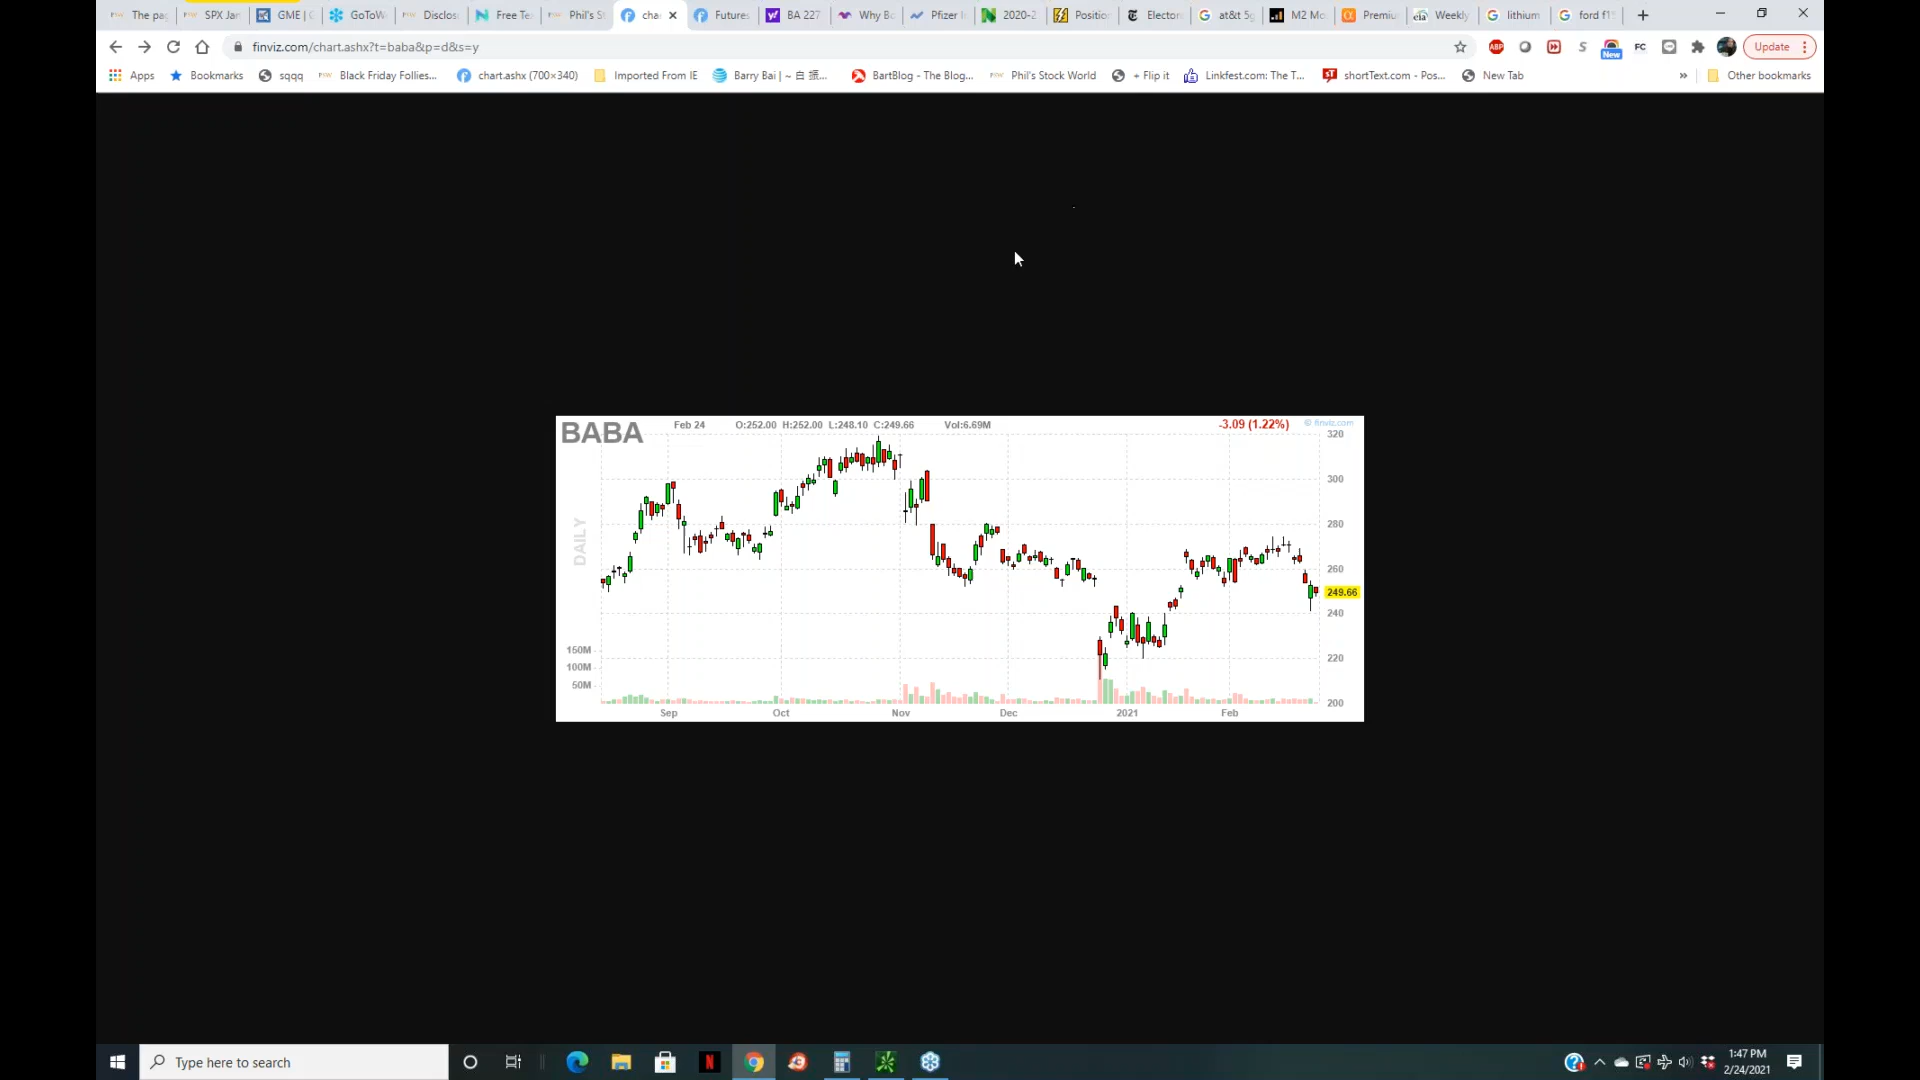 The pa SPX Jan GME | G GoToW Disclos Free Te Phil's St cha Futures BA 227 Why Bo Pfizer 2020-2 Position Electon at&t 5g M2 Mo Premiu Weekly lithium ford f1
finviz.com/chart.ashx?t=baba&p=d&s=y ABP S New FC Update
Apps Bookmarks sqqq Black Friday Follies... chart.ashx (700×340) Imported From IE Barry Bai | ~ 白 BartBlog - The Blog... Phil's Stock World + Flip it Linkfest.com: The T... shortText.com - Pos... New Tab » Other bookmarks
BABA Feb 24 O:252.00 H:252.00 L:248.10 C:249.66 Vol:6.69M -3.09 (1.22%) © finviz.com
320
300
280
DAILY
260
249.66
240
150M 220
100M
50M
200
Sep Oct Nov Dec 2021 Feb
Type here to search 1:47 PM
2/24/2021